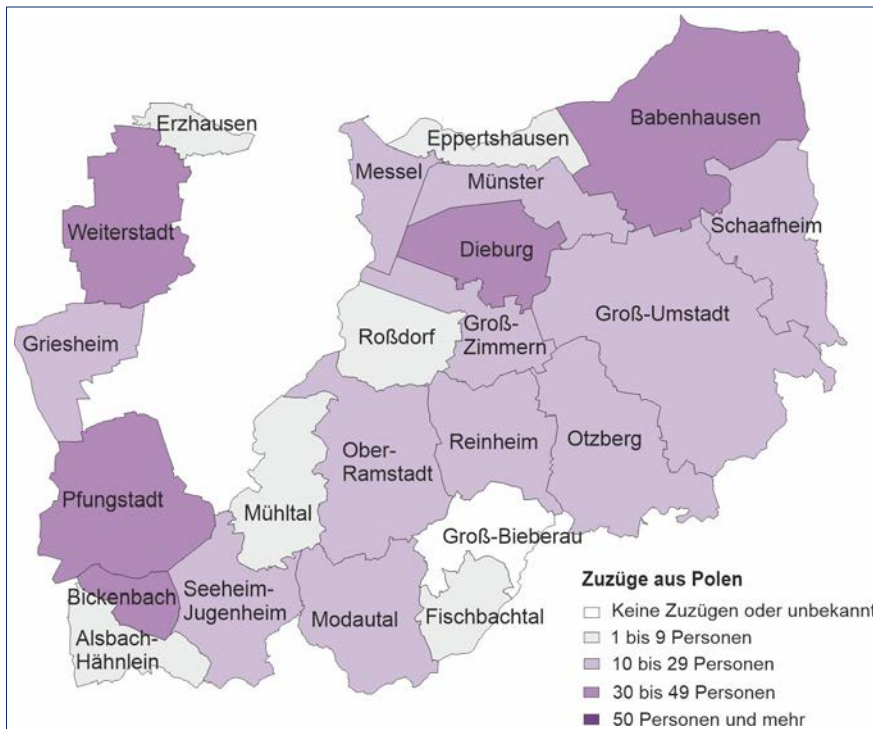 Erzhausen
Eppertshausen
Babenhausen
Messel
Münster
Schaafheim
Weiterstadt
Dieburg
Groß-Umstadt
Griesheim
Roßdorf
Groß-
Zimmern
Ober-
Ramstadt
Reinheim
Otzberg
Pfungstadt
Mühltal
Groß-Bieberau
Bickenbach
Seeheim-
Jugenheim
Modautal
Fischbachtal
Alsbach-
Hähnlein
Zuzüge aus Polen
Keine Zuzügen oder unbekannt
1 bis 9 Personen
10 bis 29 Personen
30 bis 49 Personen
50 Personen und mehr